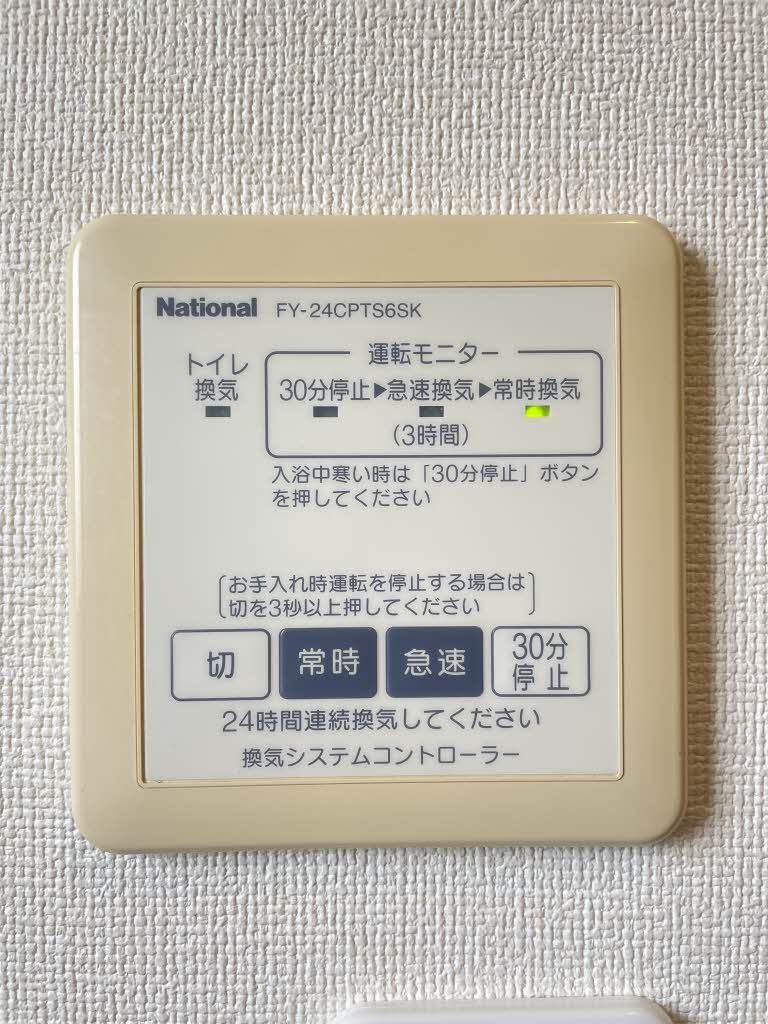 National FY-24CPTS6SK
運転モニター
トイレ
換気
30分停止▶急速換気▶常時換気
(3時間)
入浴中寒い時は「30分停止」ボタン
を押してください
お手入れ時運転を停止する場合は
切を3秒以上押してください
切 常時 急速 30分
停止
24時間連続換気してください
換気システムコントローラー